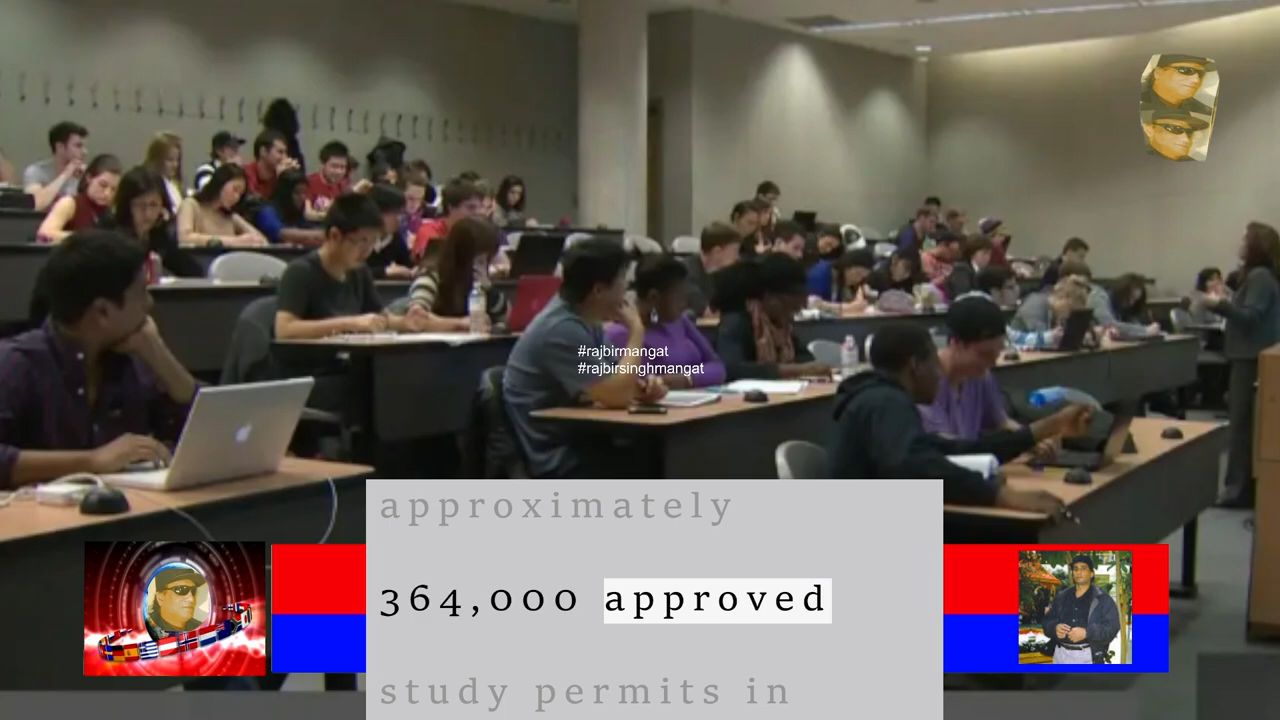 #rajbirmangat
#rajbirsinghmangat
approximately
364,000 approved
study permits in